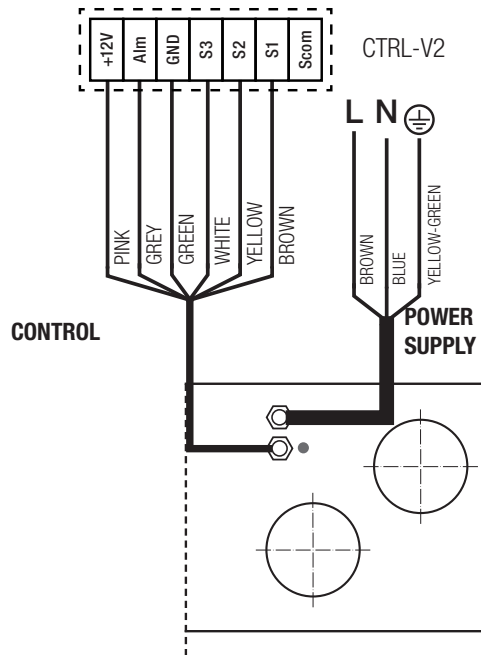 +12V
Alm
GND
S3
S2
S1
Scom
CTRL-V2
L N
PINK
GREY
GREEN
WHITE
YELLOW
BROWN
BROWN
BLUE
YELLOW-GREEN
CONTROL
POWER
SUPPLY